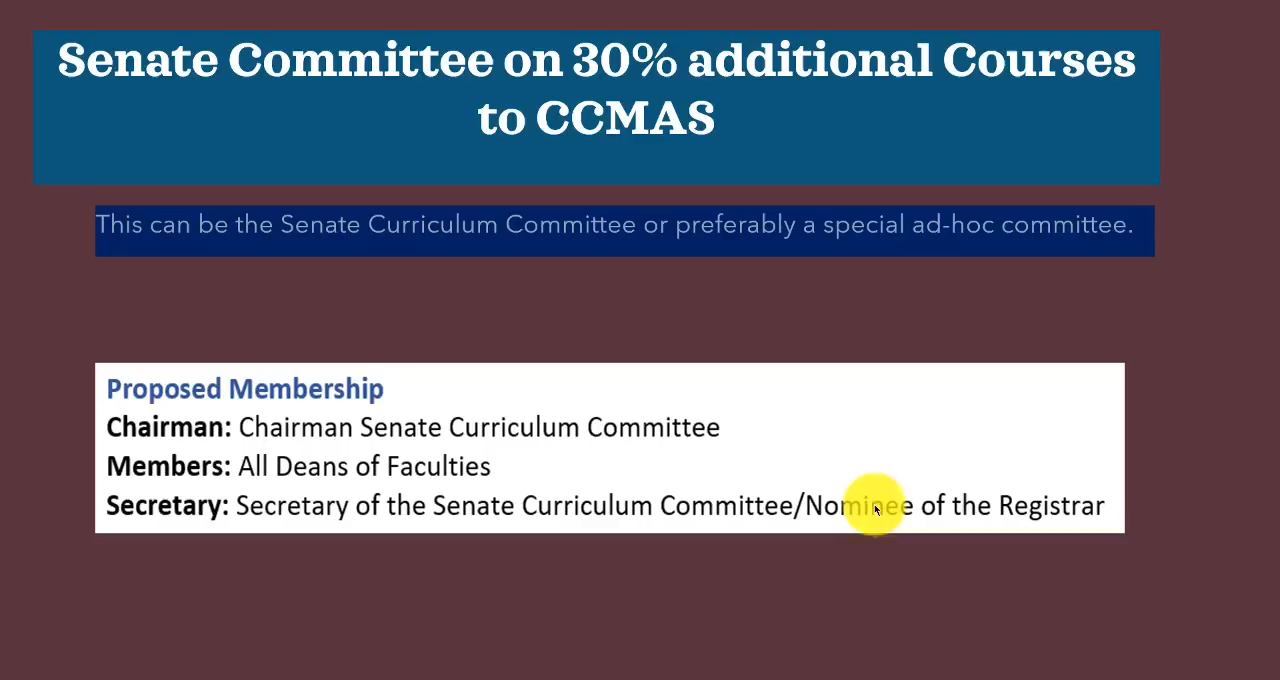 Senate Committee on 30% additional Courses
to CCMAS
This can be the Senate Curriculum Committee or preferably a special ad-hoc committee.
Proposed Membership
Chairman: Chairman Senate Curriculum Committee
Members: All Deans of Faculties
Secretary: Secretary of the Senate Curriculum Committee/Nominee of the Registrar